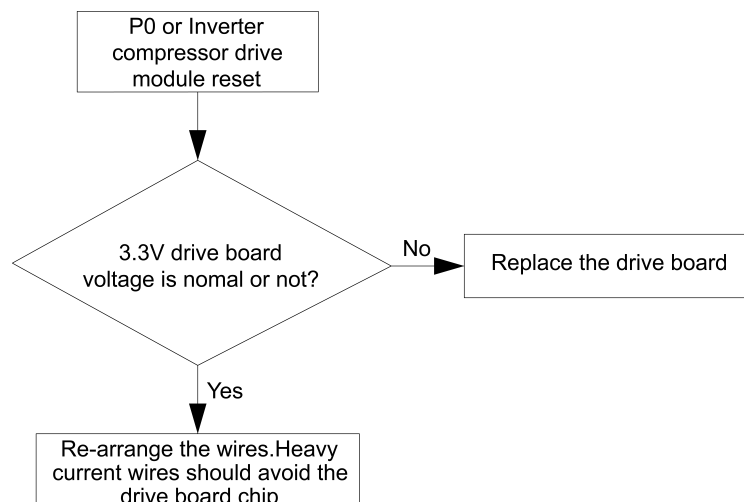 P0 or Inverter
compressor drive
module reset
3.3V drive board
voltage is nomal or not?
No
Replace the drive board
Yes
Re-arrange the wires.Heavy
current wires should avoid the
drive board chip